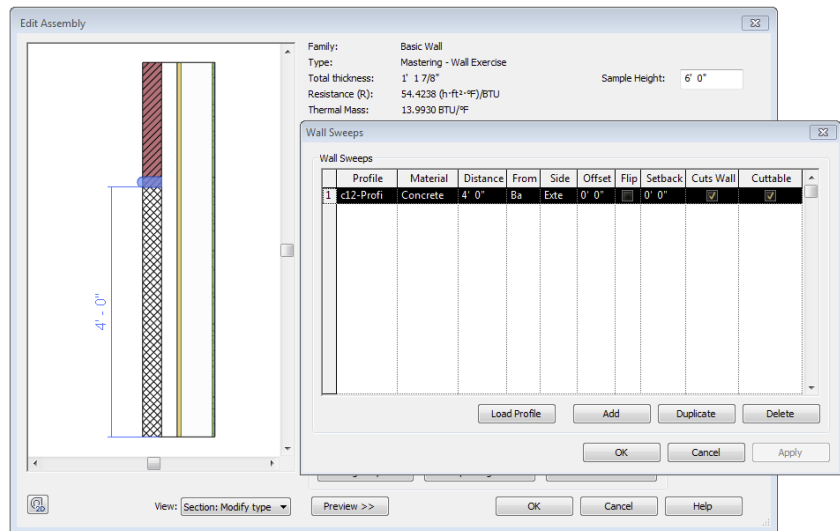 Edit Assembly
Family: Basic Wall
Type: Mastering - Wall Exercise
Total thickness: 1' 1 7/8" Sample Height: 6' 0"
Resistance (R): 54.4238 (h·ft²·°F)/BTU
Thermal Mass: 13.9930 BTU/°F
Wall Sweeps
Wall Sweeps
Profile Material Distance From Side Offset Flip Setback Cuts Wall Cuttable
1 c12-Profi Concrete 4' 0" Ba Exte 0' 0" 0' 0"
4' - 0"
Load Profile Add Duplicate Delete
OK Cancel Apply
2D View: Section: Modify type Preview >> OK Cancel Help